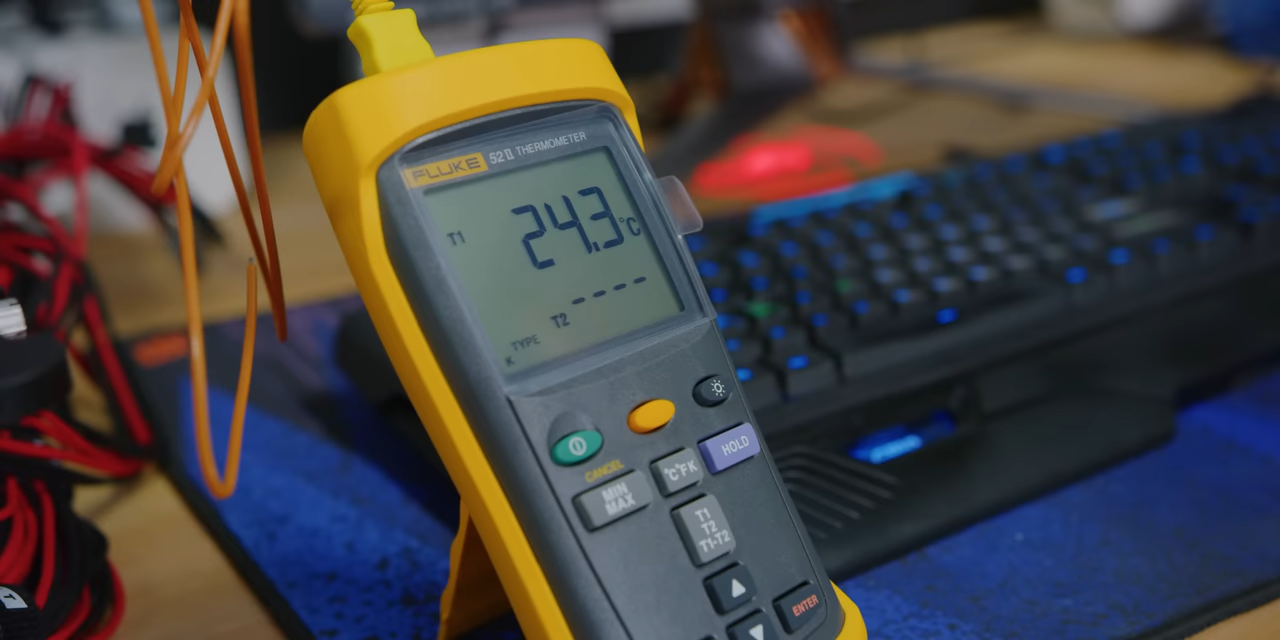 FLUKE 52 II THERMOMETER
T1 24.3 °C
T2 ----
TYPE
K
CANCEL
MIN
MAX
°C °F K
HOLD
T1
T2
T1-T2
ENTER